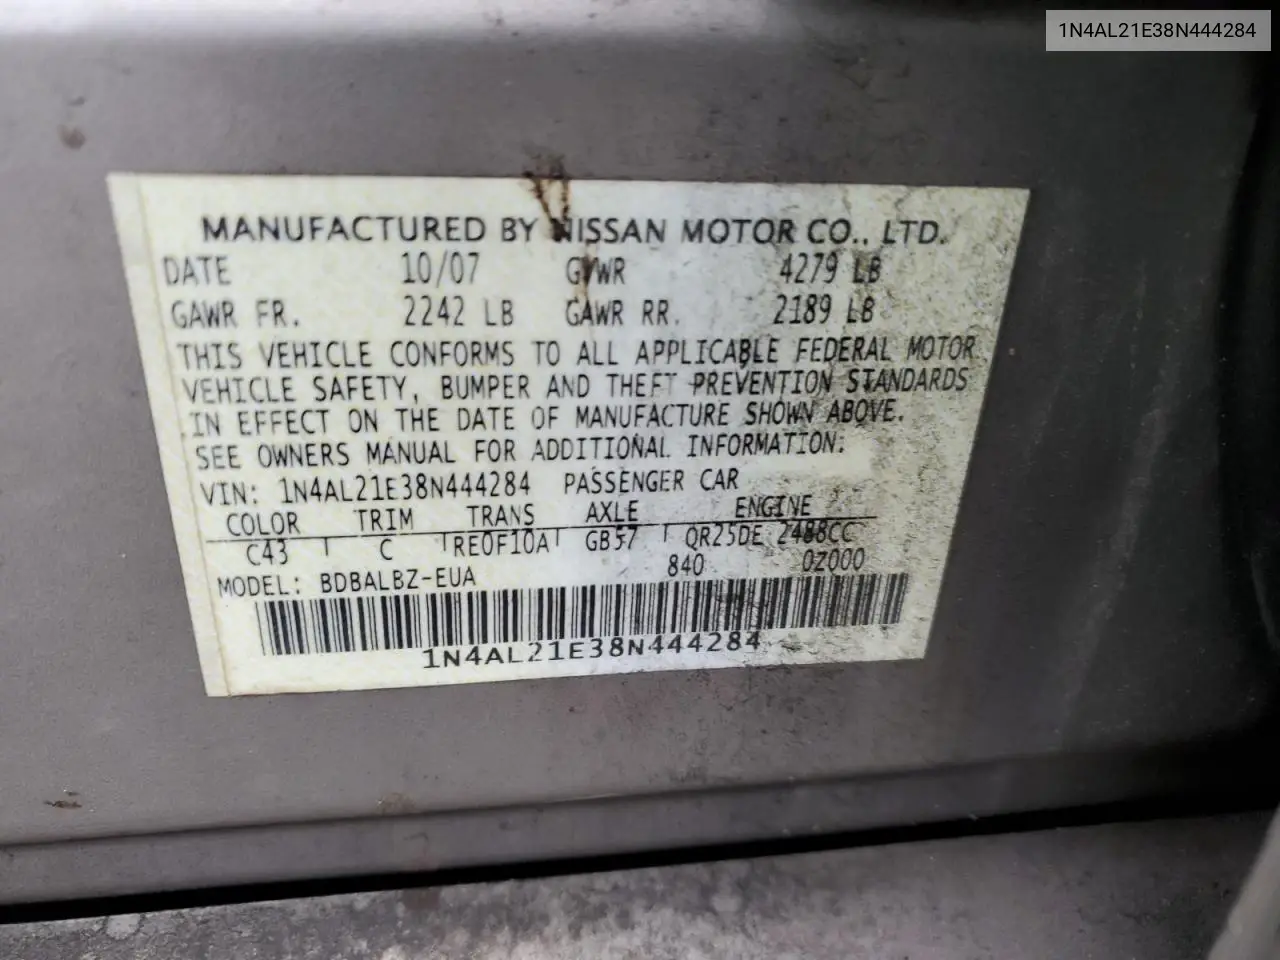 1N4AL21E38N444284
MANUFACTURED BY NISSAN MOTOR CO., LTD.
DATE 10/07 GVWR 4279 LB
GAWR FR. 2242 LB GAWR RR. 2189 LB
THIS VEHICLE CONFORMS TO ALL APPLICABLE FEDERAL MOTOR
VEHICLE SAFETY, BUMPER AND THEFT PREVENTION STANDARDS
IN EFFECT ON THE DATE OF MANUFACTURE SHOWN ABOVE.
SEE OWNERS MANUAL FOR ADDITIONAL INFORMATION.
VIN: 1N4AL21E38N444284 PASSENGER CAR
COLOR TRIM TRANS AXLE ENGINE
C43 C RE0F10A GB57 QR25DE 2488CC
MODEL: BDBALBZ-EUA 840 0Z000
1N4AL21E38N444284